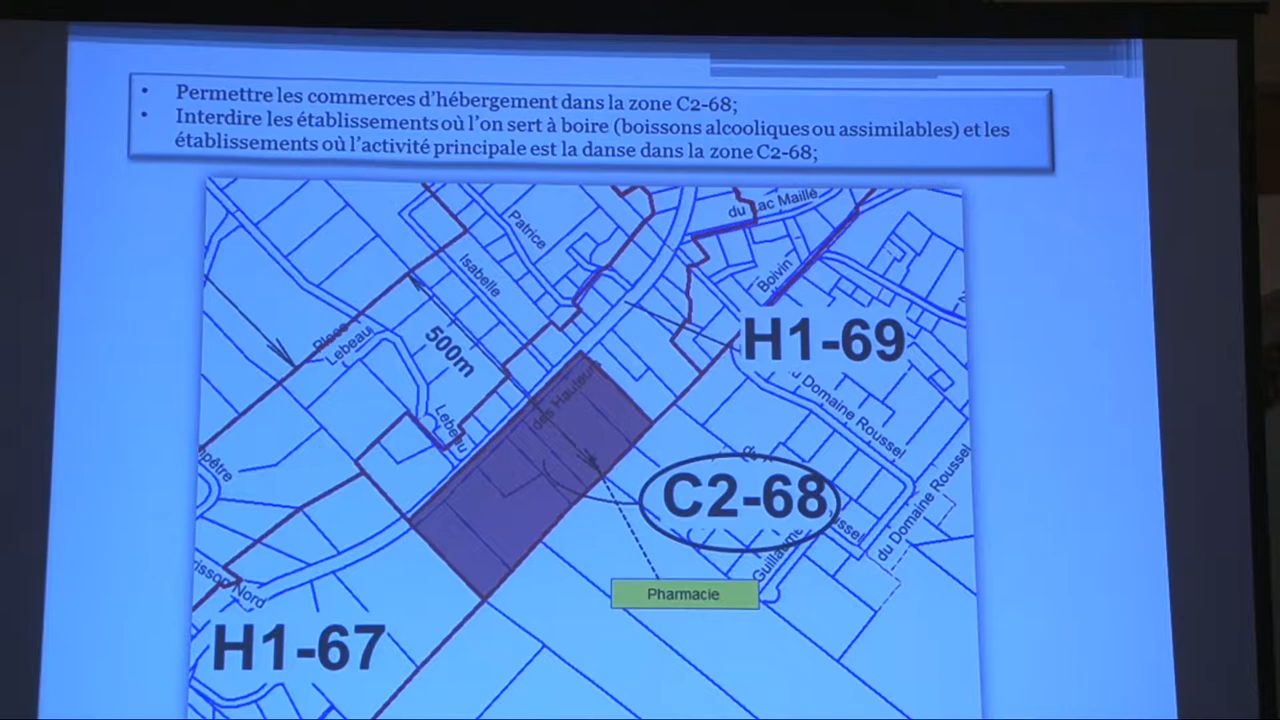 • Permettre les commerces d'hébergement dans la zone C2-68;
• Interdire les établissements où l'on sert à boire (boissons alcooliques ou assimilables) et les
établissements où l'activité principale est la danse dans la zone C2-68;
du Lac Maillé
Patrice
Isabelle
Boivin
Place
Lebeau
500m
H1-69
des Hauteurs
du Domaine Roussel
Lebeau
C2-68
du Domaine Roussel
Guillaume
Pharmacie
Nord
H1-67